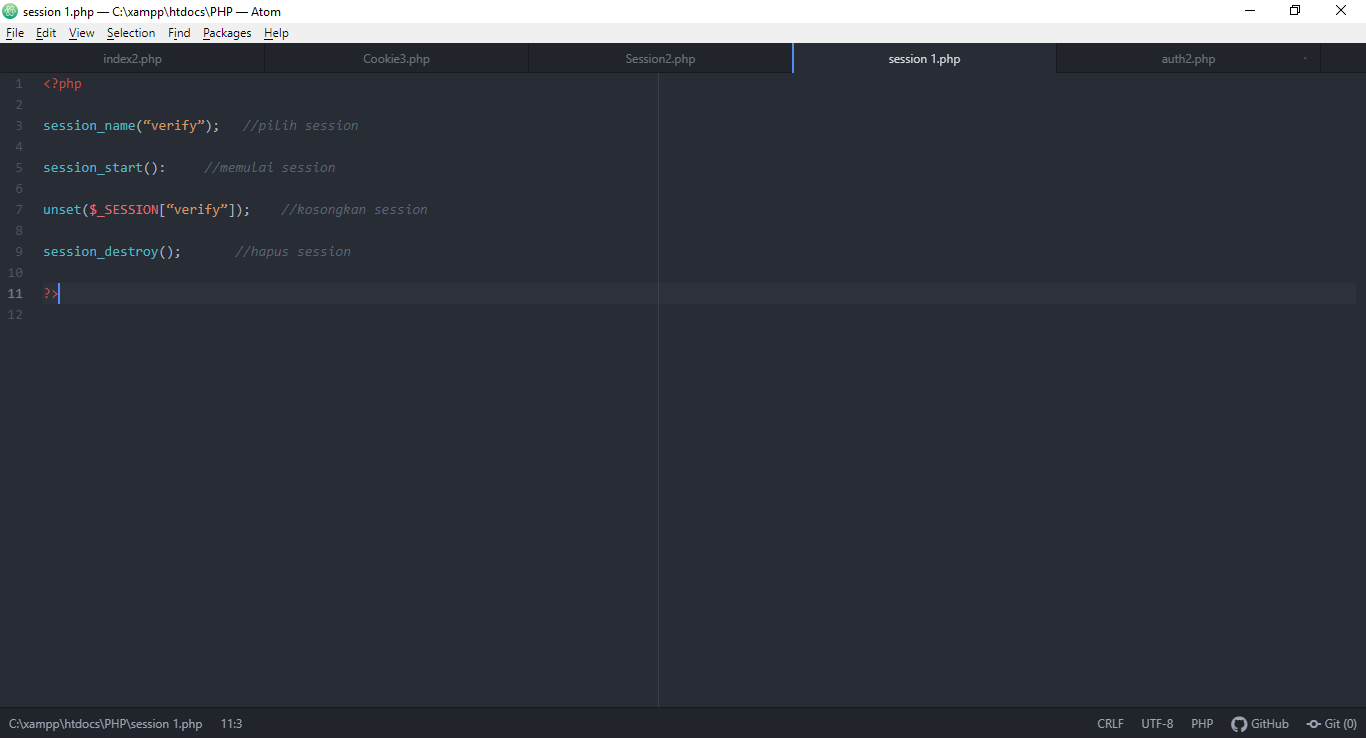 session 1.php — C:\xampp\htdocs\PHP — Atom
File Edit View Selection Find Packages Help
index2.php Cookie3.php Session2.php session 1.php auth2.php
1 <?php
2
3 session_name(“verify”); //pilih session
4
5 session_start(): //memulai session
6
7 unset($_SESSION[“verify”]); //kosongkan session
8
9 session_destroy(); //hapus session
10
11 ?>
12
C:\xampp\htdocs\PHP\session 1.php 11:3 CRLF UTF-8 PHP GitHub Git (0)